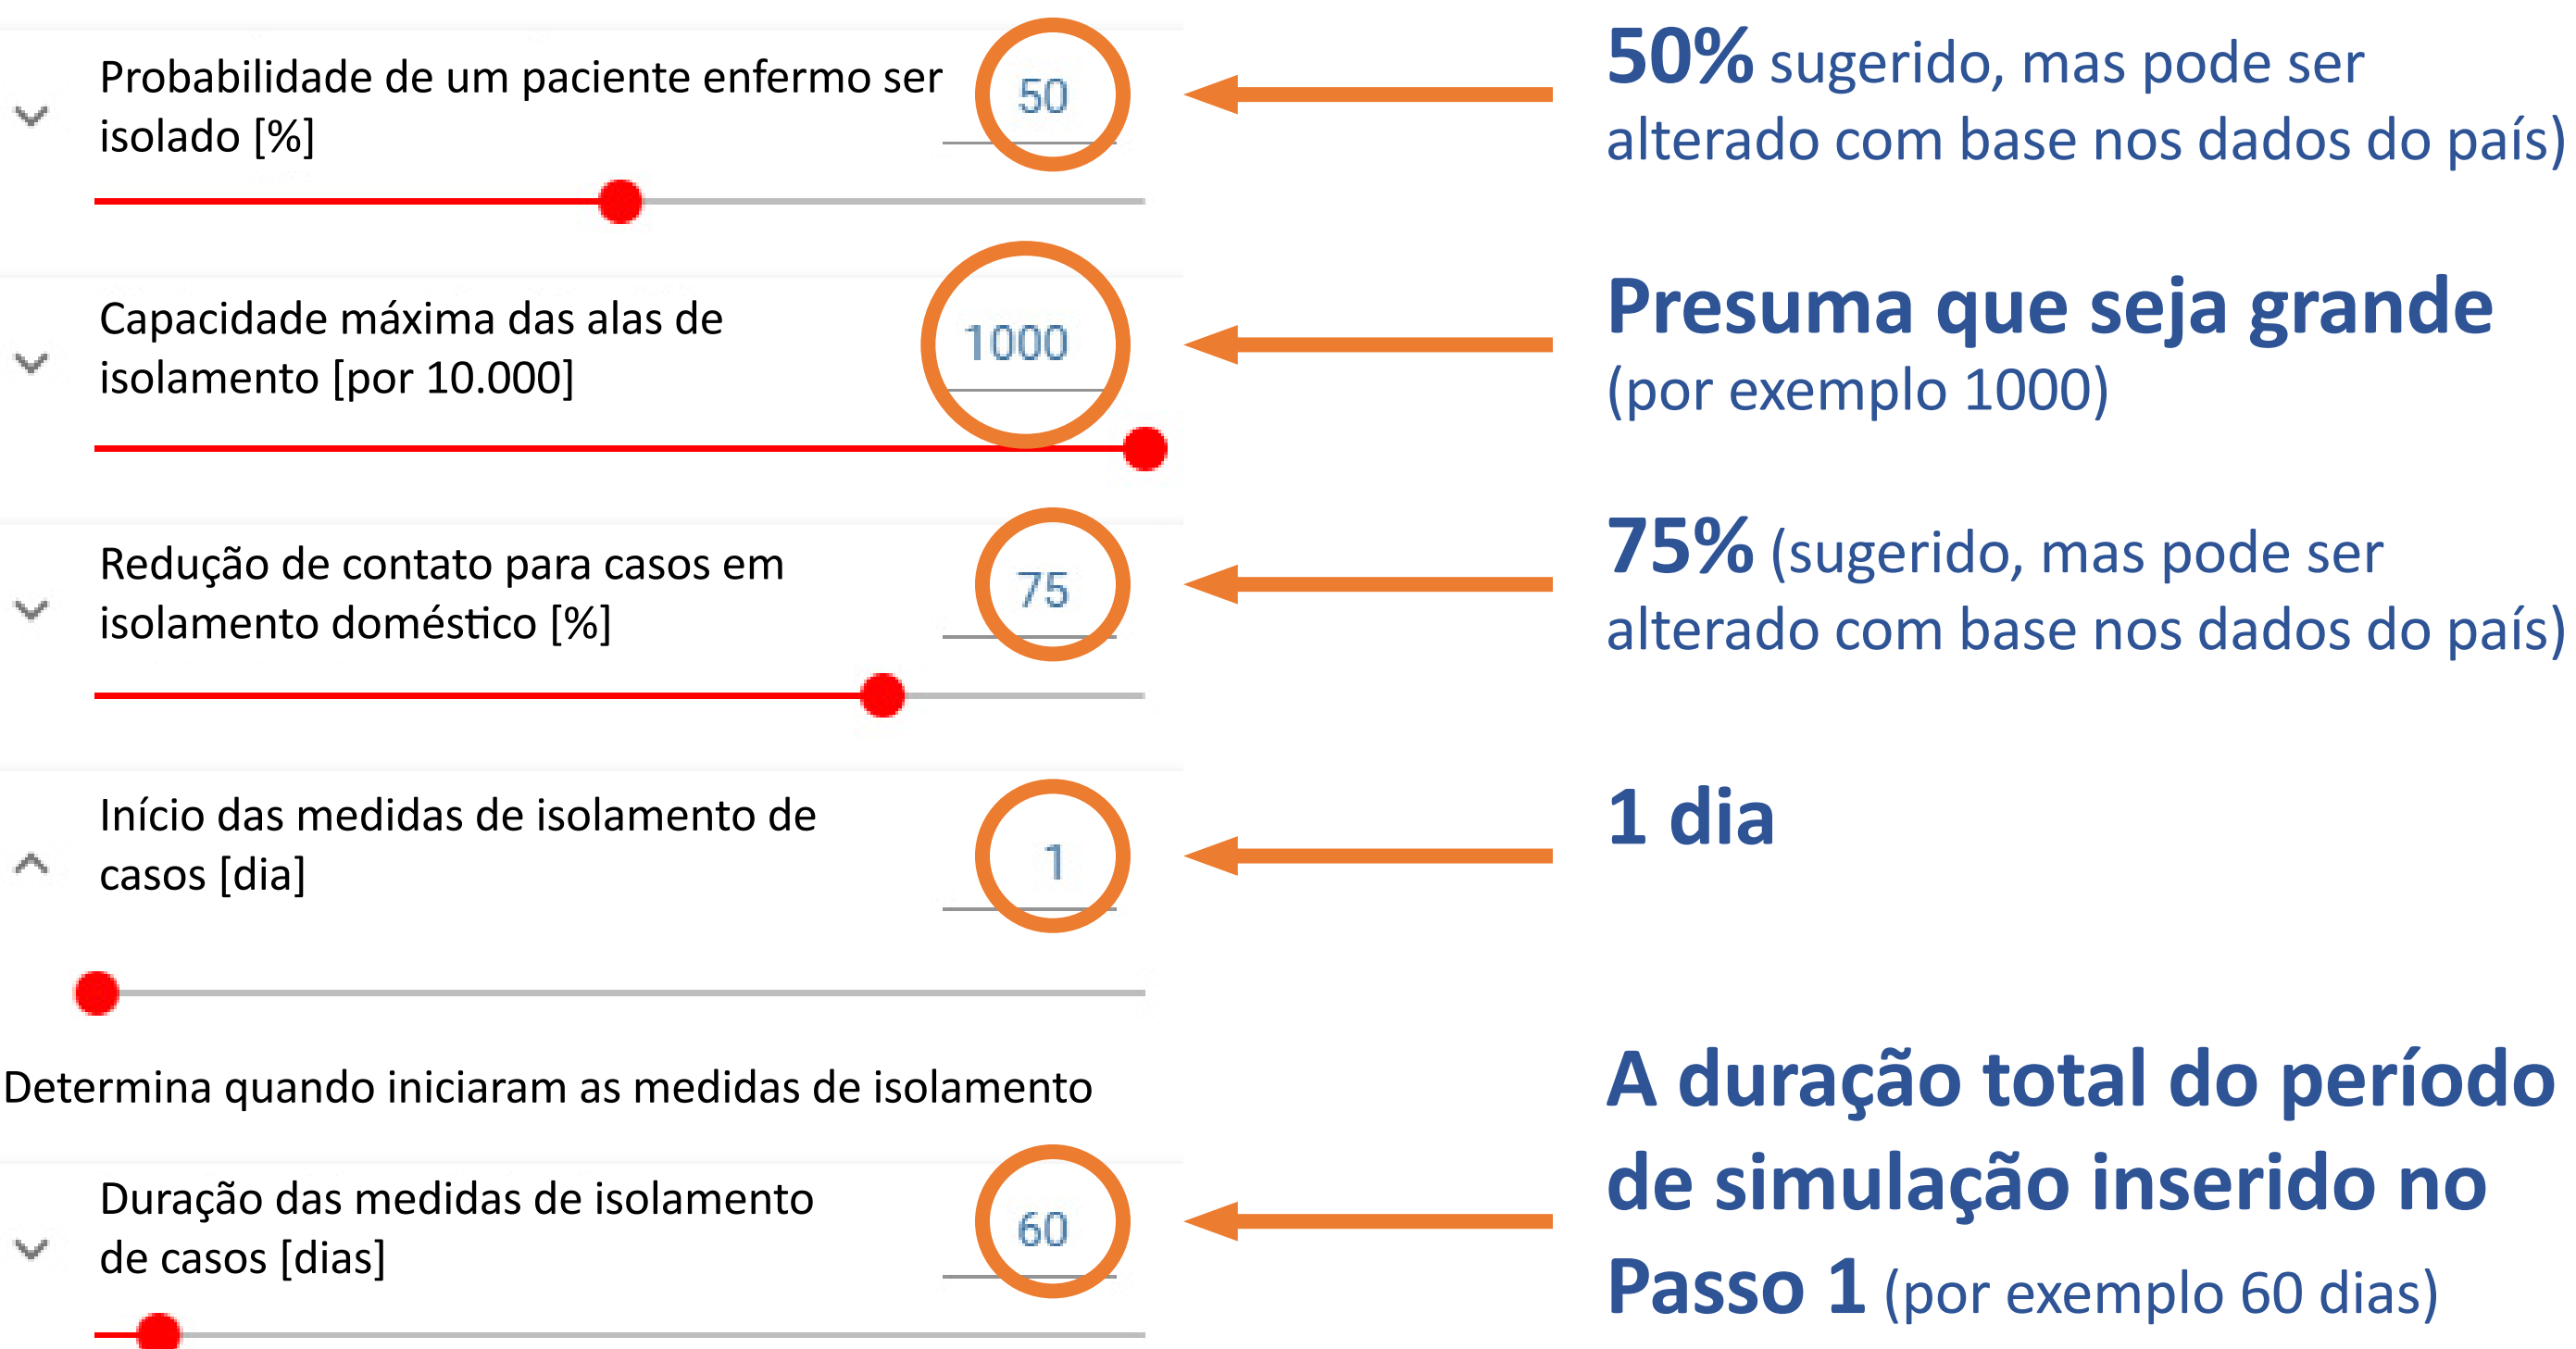 Probabilidade de um paciente enfermo ser
isolado [%]
50
50% sugerido, mas pode ser
alterado com base nos dados do país)
Capacidade máxima das alas de
isolamento [por 10.000]
1000
Presuma que seja grande
(por exemplo 1000)
Redução de contato para casos em
isolamento doméstico [%]
75
75% (sugerido, mas pode ser
alterado com base nos dados do país)
Início das medidas de isolamento de
casos [dia]
1
1 dia
Determina quando iniciaram as medidas de isolamento
Duração das medidas de isolamento
de casos [dias]
60
A duração total do período
de simulação inserido no
Passo 1 (por exemplo 60 dias)